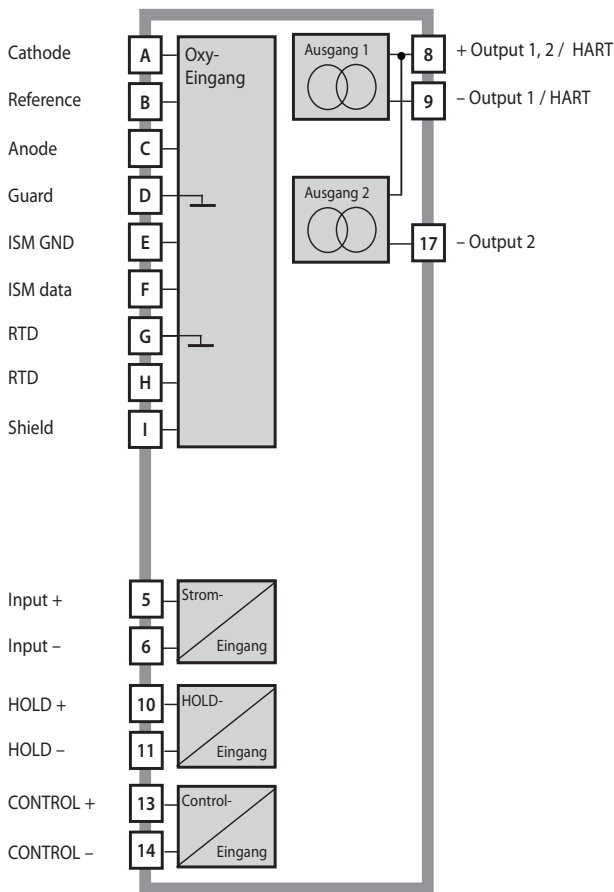 Cathode
A
Oxy-
Eingang
Reference
B
Anode
C
Guard
D
ISM GND
E
ISM data
F
RTD
G
RTD
H
Shield
I
Ausgang 1
8
+ Output 1, 2 / HART
9
– Output 1 / HART
Ausgang 2
17
– Output 2
Input +
5
Strom-
Input –
6
Eingang
HOLD +
10
HOLD-
HOLD –
11
Eingang
CONTROL +
13
Control-
CONTROL –
14
Eingang